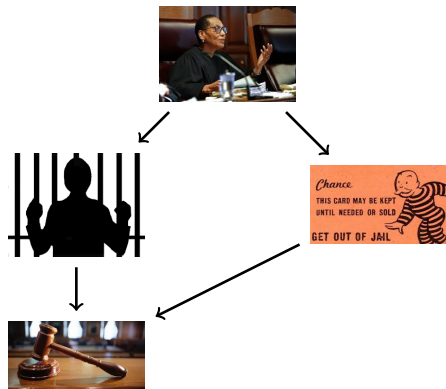 Chance
THIS CARD MAY BE KEPT
UNTIL NEEDED OR SOLD
GET OUT OF JAIL